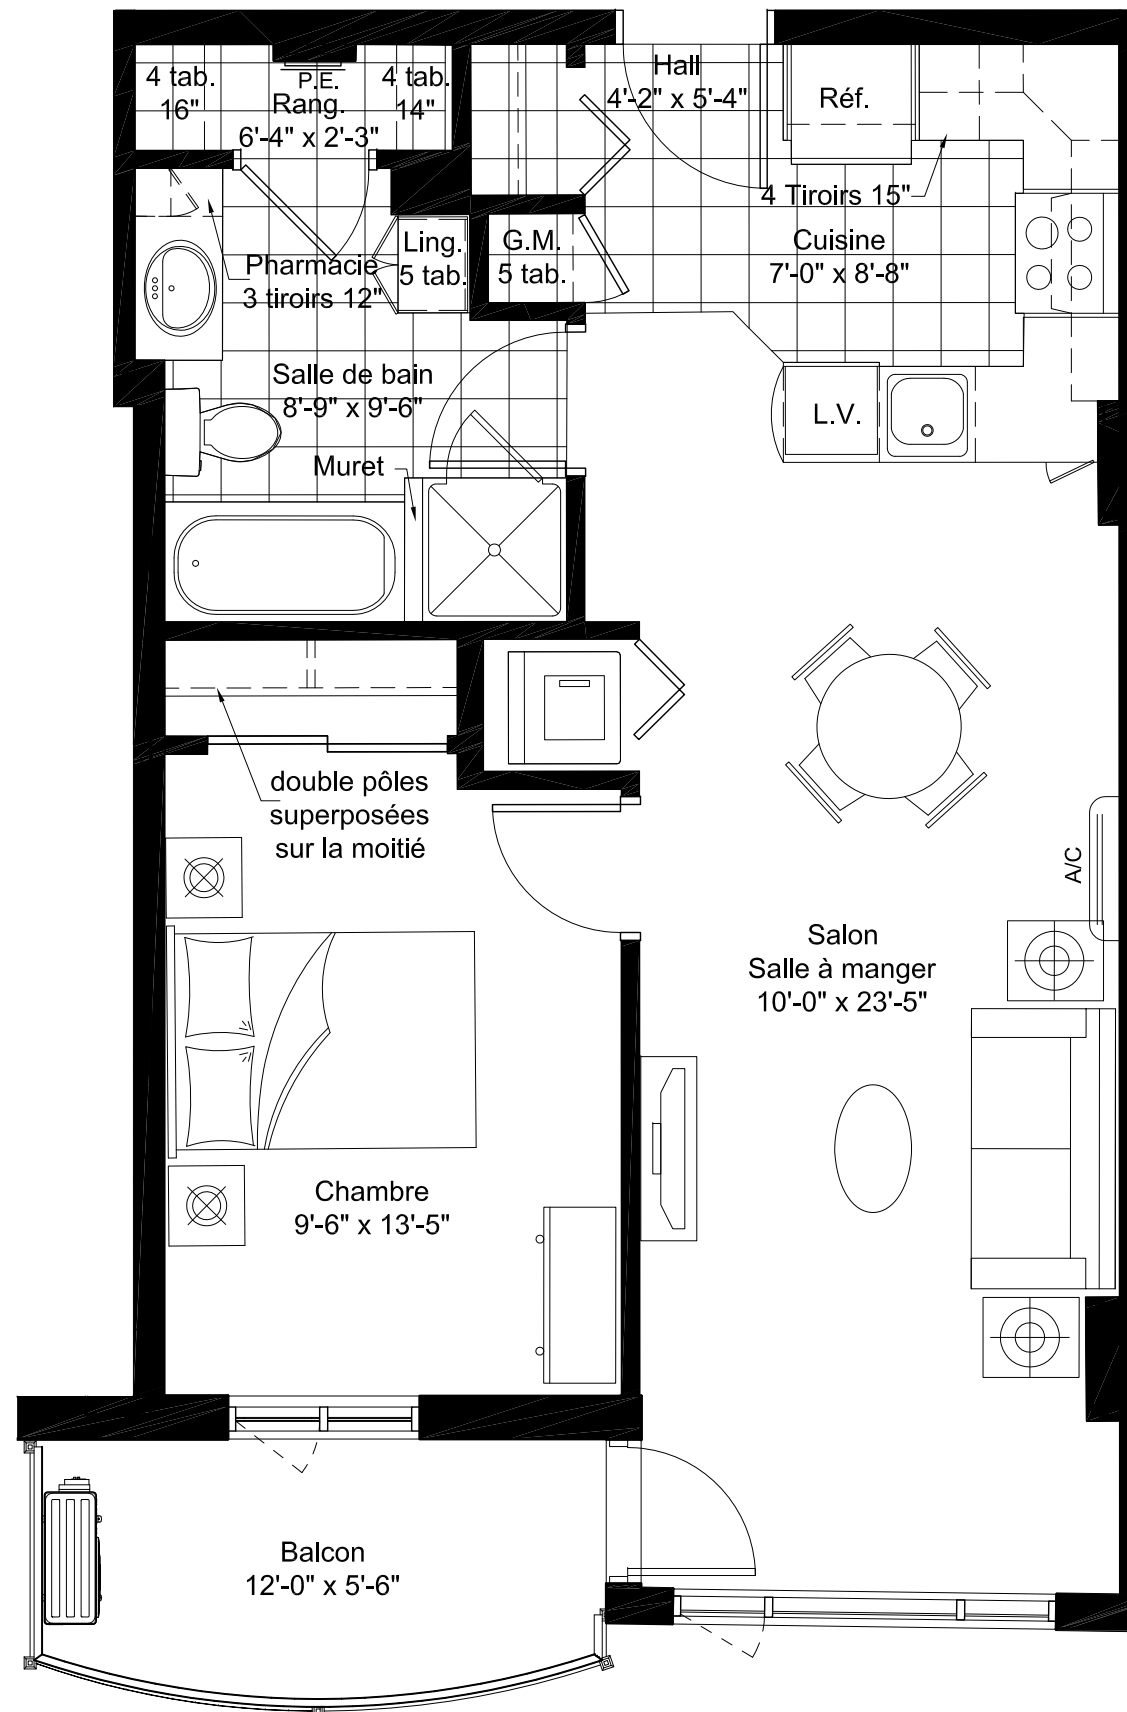 4 tab.
16"
P.E.
Rang.
6'-4" x 2'-3"
4 tab.
14"
Hall
4'-2" x 5'-4"
Réf.
4 Tiroirs 15"
Cuisine
7'-0" x 8'-8"
Ling.
5 tab.
G.M.
5 tab.
Pharmacie
3 tiroirs 12"
Salle de bain
8'-9" x 9'-6"
L.V.
Muret
double pôles
superposées
sur la moitié
A/C
Salon
Salle à manger
10'-0" x 23'-5"
Chambre
9'-6" x 13'-5"
Balcon
12'-0" x 5'-6"